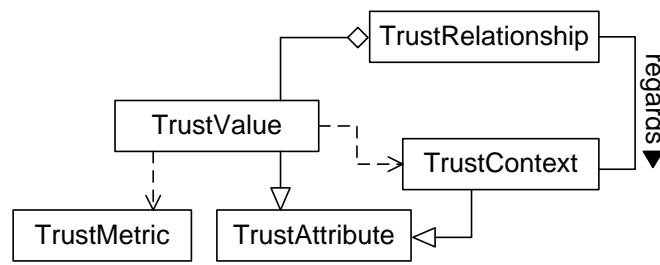 TrustRelationship
regards
TrustValue
TrustContext
TrustMetric
TrustAttribute